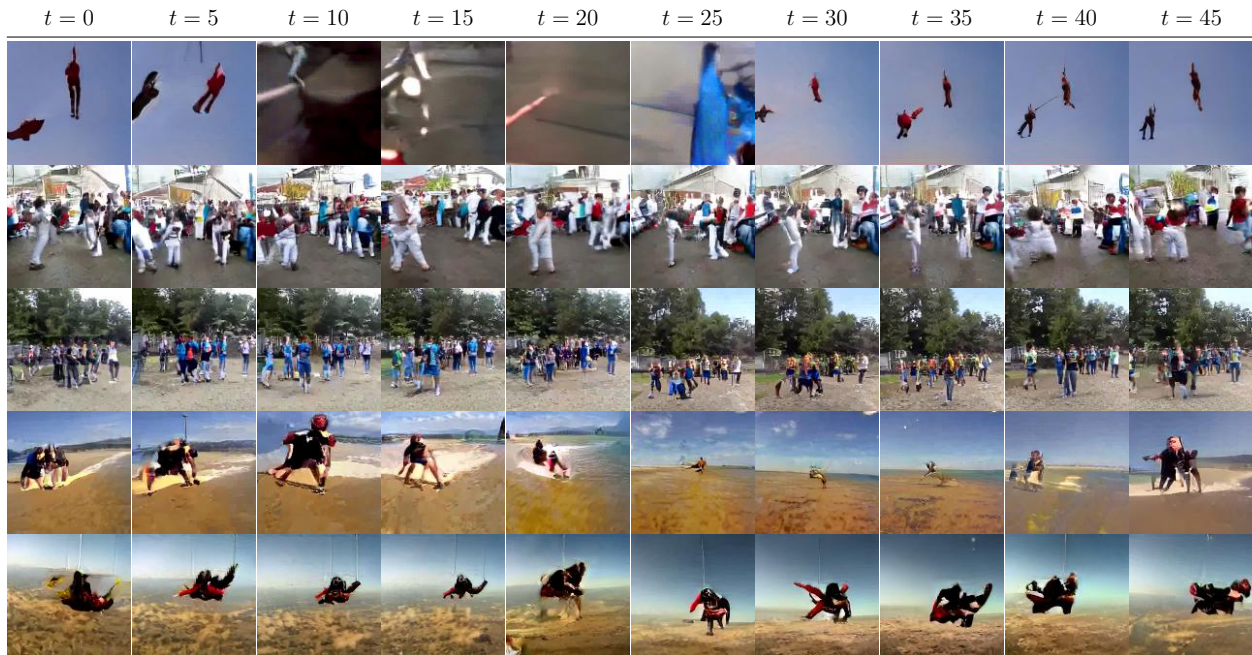 t = 0 t = 5 t = 10 t = 15 t = 20 t = 25 t = 30 t = 35 t = 40 t = 45